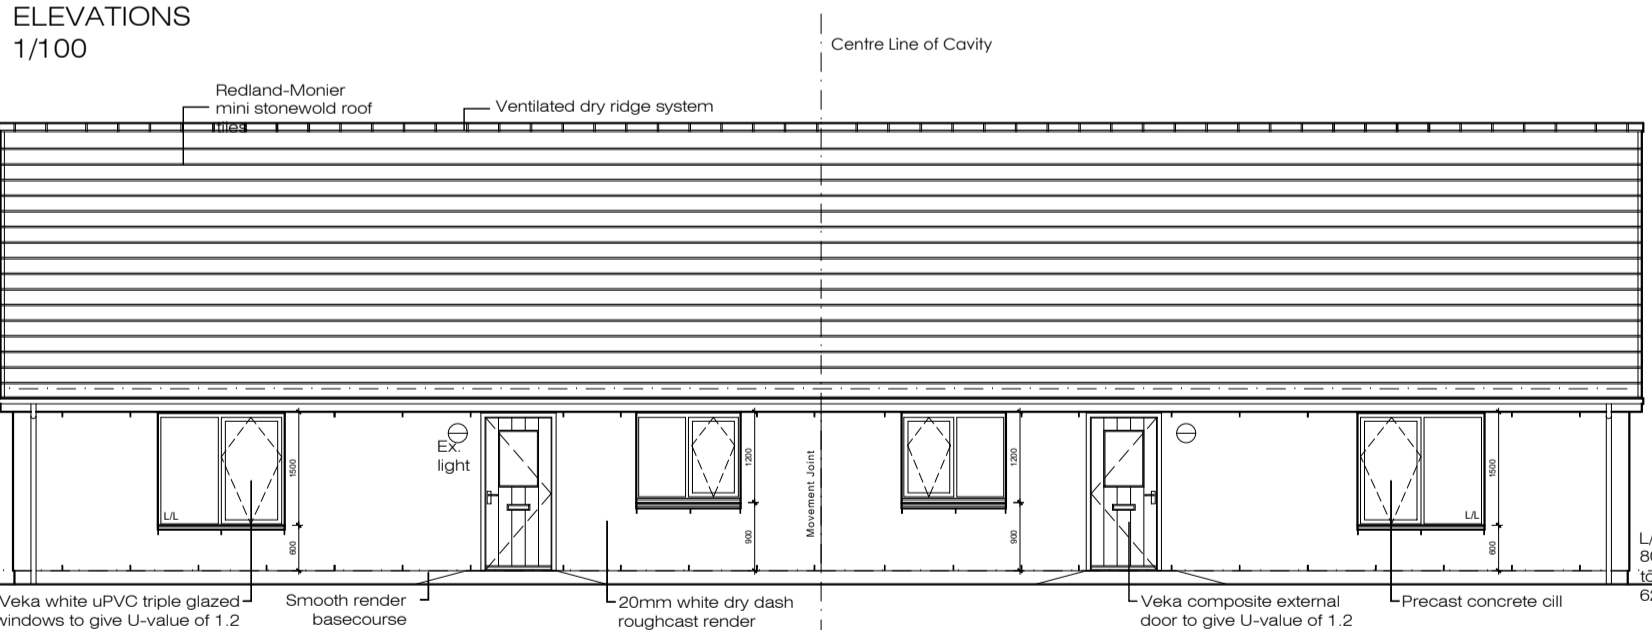 ELEVATIONS
1/100
Centre Line of Cavity
Redland-Monier
mini stonewold roof
tiles
Ventilated dry ridge system
Ex.
light
L/L
1500
600
1200
900
Movement Joint
1200
900
L/L
1500
600
Veka white uPVC triple glazed
windows to give U-value of 1.2
Smooth render
basecourse
20mm white dry dash
roughcast render
Veka composite external
door to give U-value of 1.2
Precast concrete cill